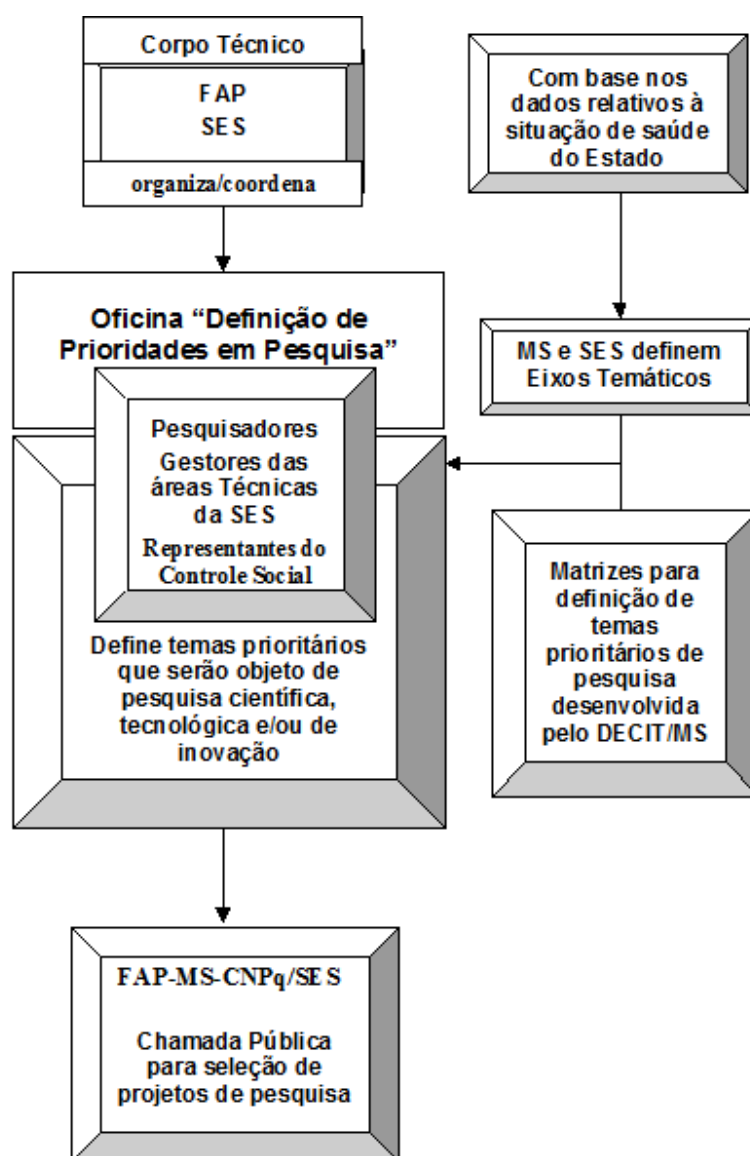 Corpo Técnico
FAP
SES
organiza/coordena
Com base nos
dados relativos à
situação de saúde
do Estado
Oficina “Definição de
Prioridades em Pesquisa”
MS e SES definem
Eixos Temáticos
Pesquisadores
Gestores das
áreas Técnicas
da SES
Representantes do
Controle Social
Define temas prioritários
que serão objeto de
pesquisa científica,
tecnológica e/ou de
inovação
Matrizes para
definição de
temas
prioritários de
pesquisa
desenvolvida
pelo DECIT/MS
FAP-MS-CNPq/SES
Chamada Pública
para seleção de
projetos de pesquisa